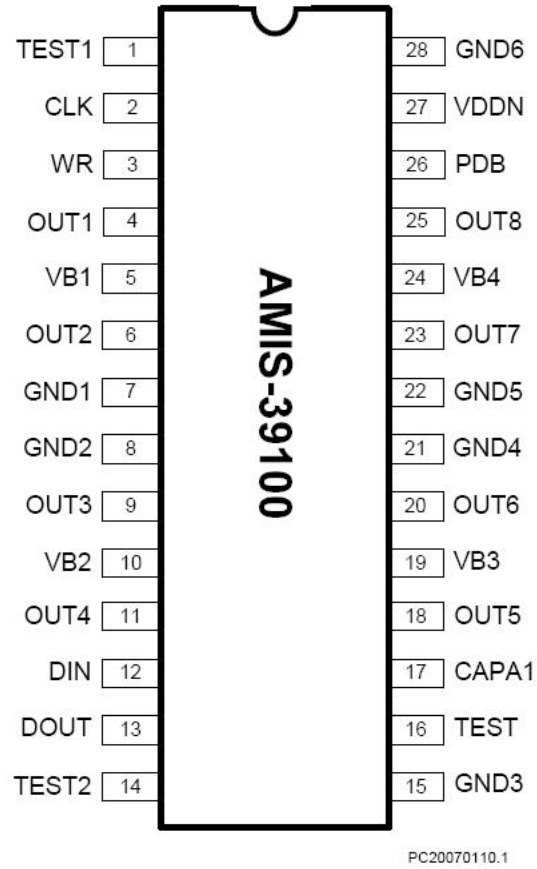 TEST1 1 28 GND6
CLK 2 27 VDDN
WR 3 26 PDB
OUT1 4 25 OUT8
VB1 5 24 VB4
OUT2 6 23 OUT7
GND1 7 22 GND5
GND2 8 21 GND4
OUT3 9 20 OUT6
VB2 10 19 VB3
OUT4 11 18 OUT5
DIN 12 17 CAPA1
DOUT 13 16 TEST
TEST2 14 15 GND3
AMIS-39100
PC20070110.1